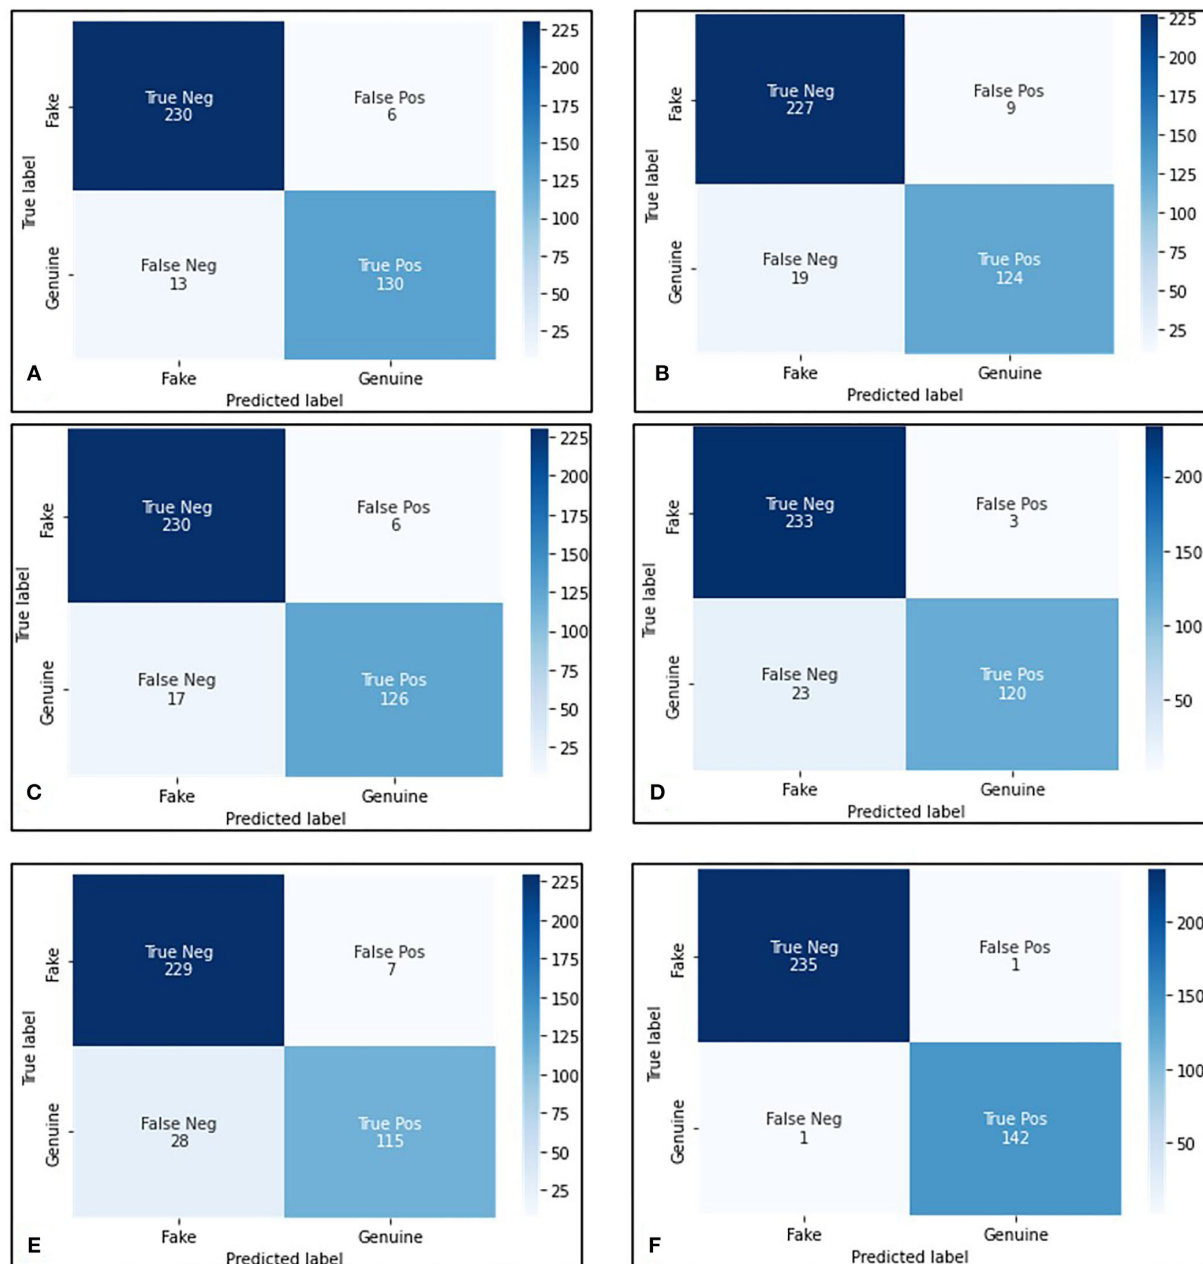 225
200
175
150
125
100
75
50
25
True Neg
230
False Pos
6
False Neg
13
True Pos
130
Fake
Genuine
True label
Fake
Genuine
Predicted label
A
225
200
175
150
125
100
75
50
25
True Neg
227
False Pos
9
False Neg
19
True Pos
124
Fake
Genuine
True label
Fake
Genuine
Predicted label
B
225
200
175
150
125
100
75
50
25
True Neg
230
False Pos
6
False Neg
17
True Pos
126
Fake
Genuine
True label
Fake
Genuine
Predicted label
C
200
150
100
50
True Neg
233
False Pos
3
False Neg
23
True Pos
120
Fake
Genuine
True label
Fake
Genuine
Predicted label
D
225
200
175
150
125
100
75
50
25
True Neg
229
False Pos
7
False Neg
28
True Pos
115
Fake
Genuine
True label
Fake
Genuine
Predicted label
E
200
150
100
50
True Neg
235
False Pos
1
False Neg
1
True Pos
142
Fake
Genuine
True label
Fake
Genuine
Predicted label
F